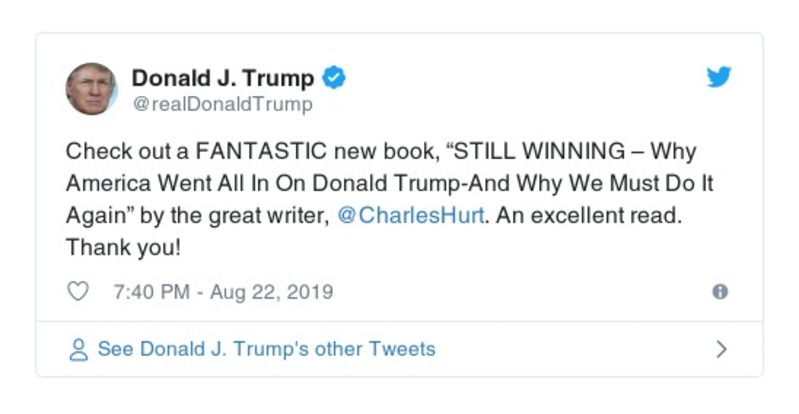 Donald J. Trump
@realDonaldTrump
Check out a FANTASTIC new book, “STILL WINNING – Why
America Went All In On Donald Trump-And Why We Must Do It
Again” by the great writer, @CharlesHurt. An excellent read.
Thank you!
7:40 PM - Aug 22, 2019
See Donald J. Trump's other Tweets